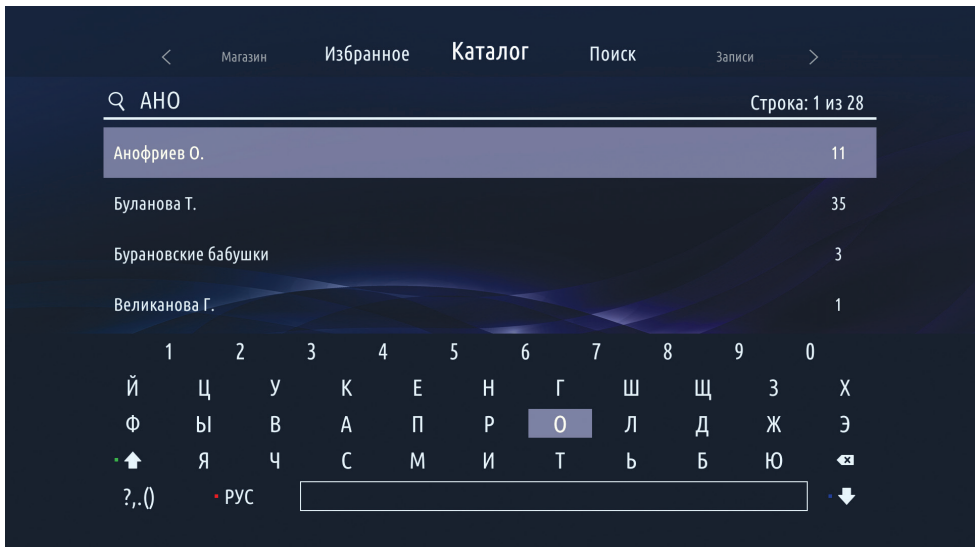 Магазин Избранное Каталог Поиск Записи
АНО Строка: 1 из 28
Анофриев О. 11
Буланова Т. 35
Бурановские бабушки 3
Великанова Г. 1
1 2 3 4 5 6 7 8 9 0
Й Ц У К Е Н Г Ш Щ З Х
Ф Ы В А П Р О Л Д Ж Э
Я Ч С М И Т Ь Б Ю
?,.() РУС